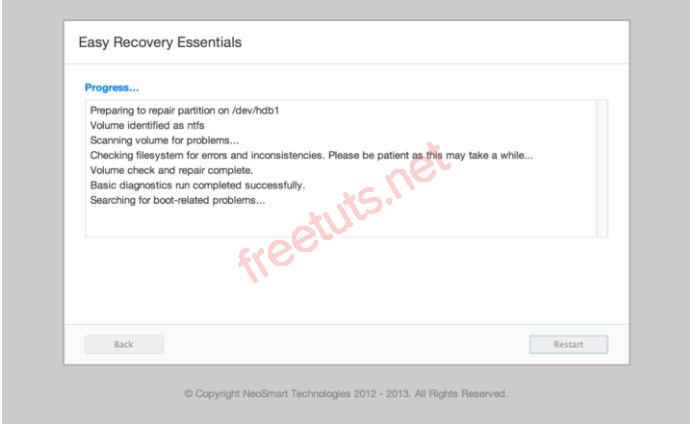 Easy Recovery Essentials
Progress...
Preparing to repair partition on /dev/hdb1
Volume identified as ntfs
Scanning volume for problems...
Checking filesystem for errors and inconsistencies. Please be patient as this may take a while...
Volume check and repair complete.
Basic diagnostics run completed successfully.
Searching for boot-related problems...
freetuts.net
Back
Restart
© Copyright NeoSmart Technologies 2012 - 2013. All Rights Reserved.